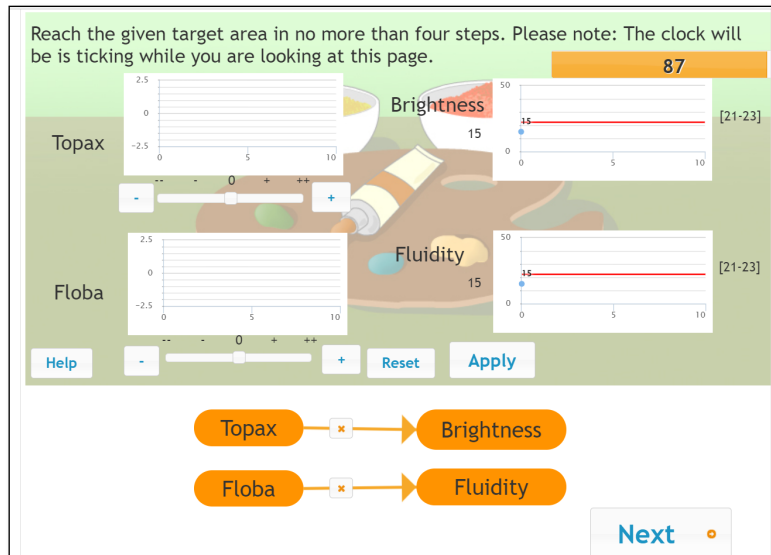 Reach the given target area in no more than four steps. Please note: The clock will
be is ticking while you are looking at this page.
87
Topax
2.5
0
-2.5
0 5 10
-- - 0 + ++
- +
Brightness
15
50
15
0
0 5 10
[21-23]
Floba
2.5
0
-2.5
0 5 10
-- - 0 + ++
- +
Fluidity
15
50
15
0
0 5 10
[21-23]
Help
Reset
Apply
Topax Brightness
Floba Fluidity
Next